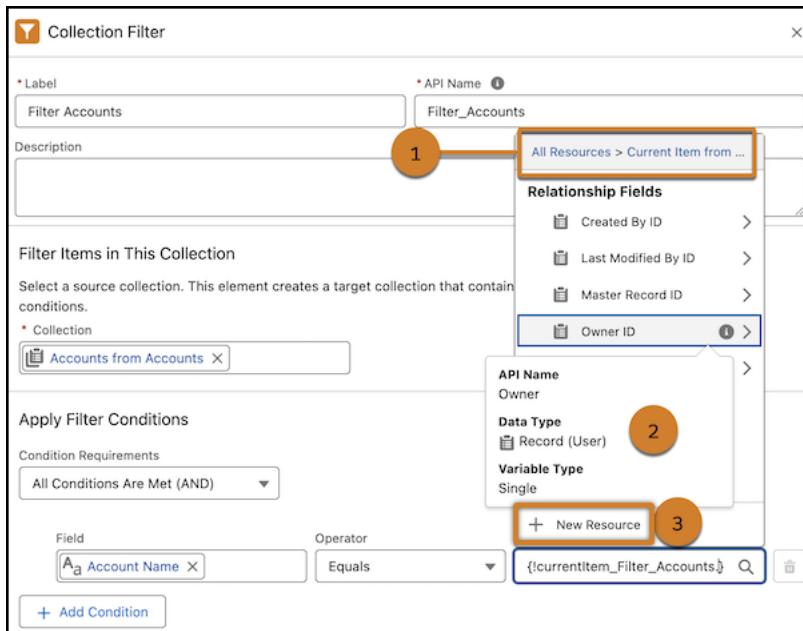 Collection Filter
* Label
* API Name
Filter Accounts
Filter_Accounts
Description
1
All Resources > Current Item from ...
Relationship Fields
Created By ID
Last Modified By ID
Master Record ID
Owner ID
Filter Items in This Collection
Select a source collection. This element creates a target collection that contain
conditions.
* Collection
Accounts from Accounts
API Name
Owner
Data Type
Record (User)
2
Variable Type
Single
Apply Filter Conditions
Condition Requirements
All Conditions Are Met (AND)
+ New Resource
3
Field
Operator
Aa Account Name
Equals
{!currentItem_Filter_Accounts.}
+ Add Condition